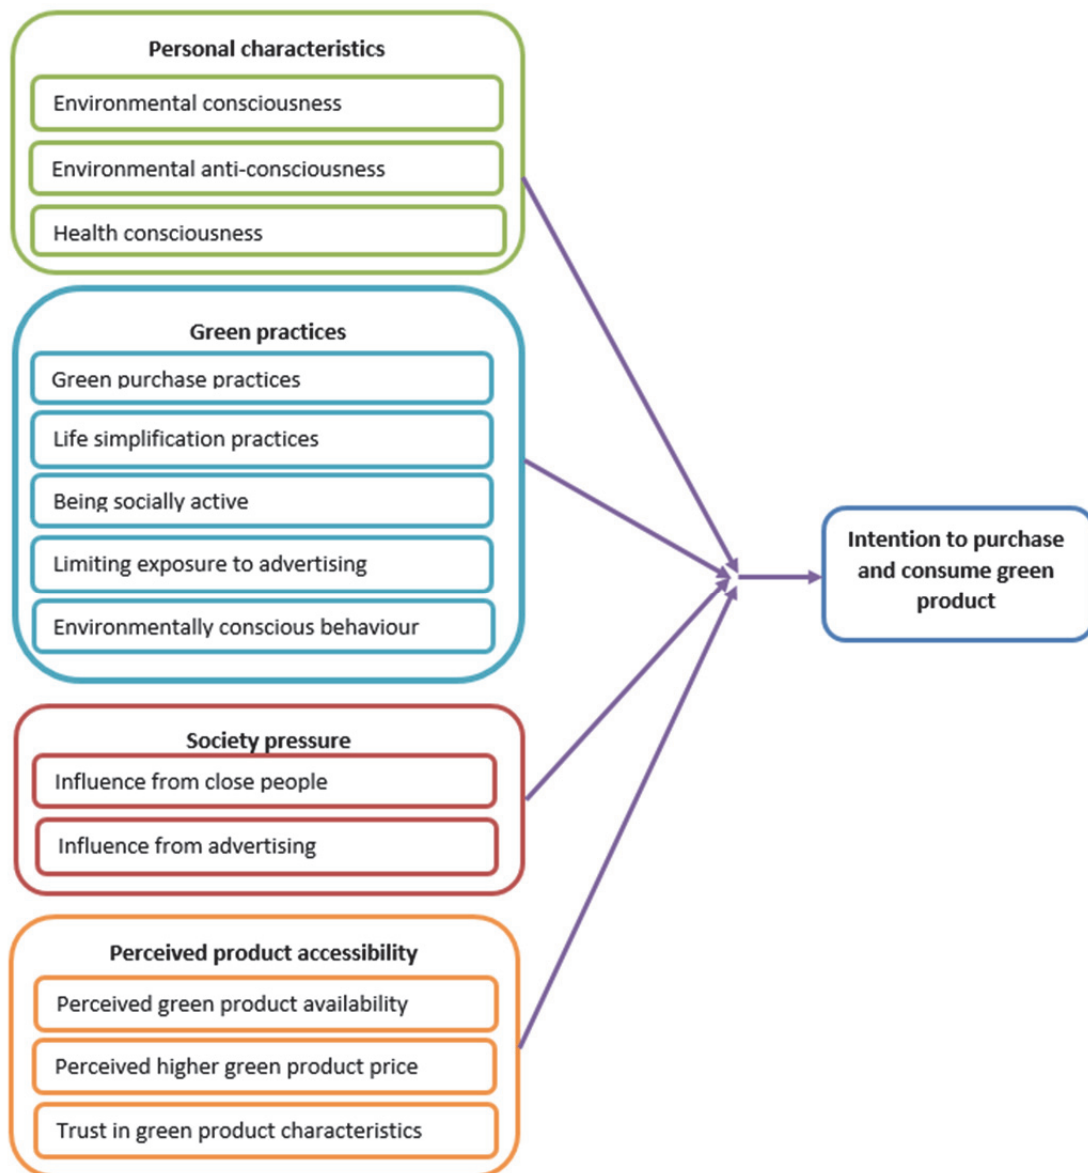 Personal characteristics
Environmental consciousness
Environmental anti-consciousness
Health consciousness
Green practices
Green purchase practices
Life simplification practices
Being socially active
Limiting exposure to advertising
Environmentally conscious behaviour
Society pressure
Influence from close people
Influence from advertising
Perceived product accessibility
Perceived green product availability
Perceived higher green product price
Trust in green product characteristics
Intention to purchase
and consume green
product